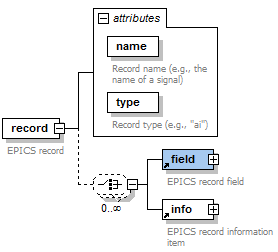 attributes
name
Record name (e.g., the
name of a signal)
type
Record type (e.g., "ai")
record
EPICS record
field
EPICS record field
0..∞
info
EPICS record information
item